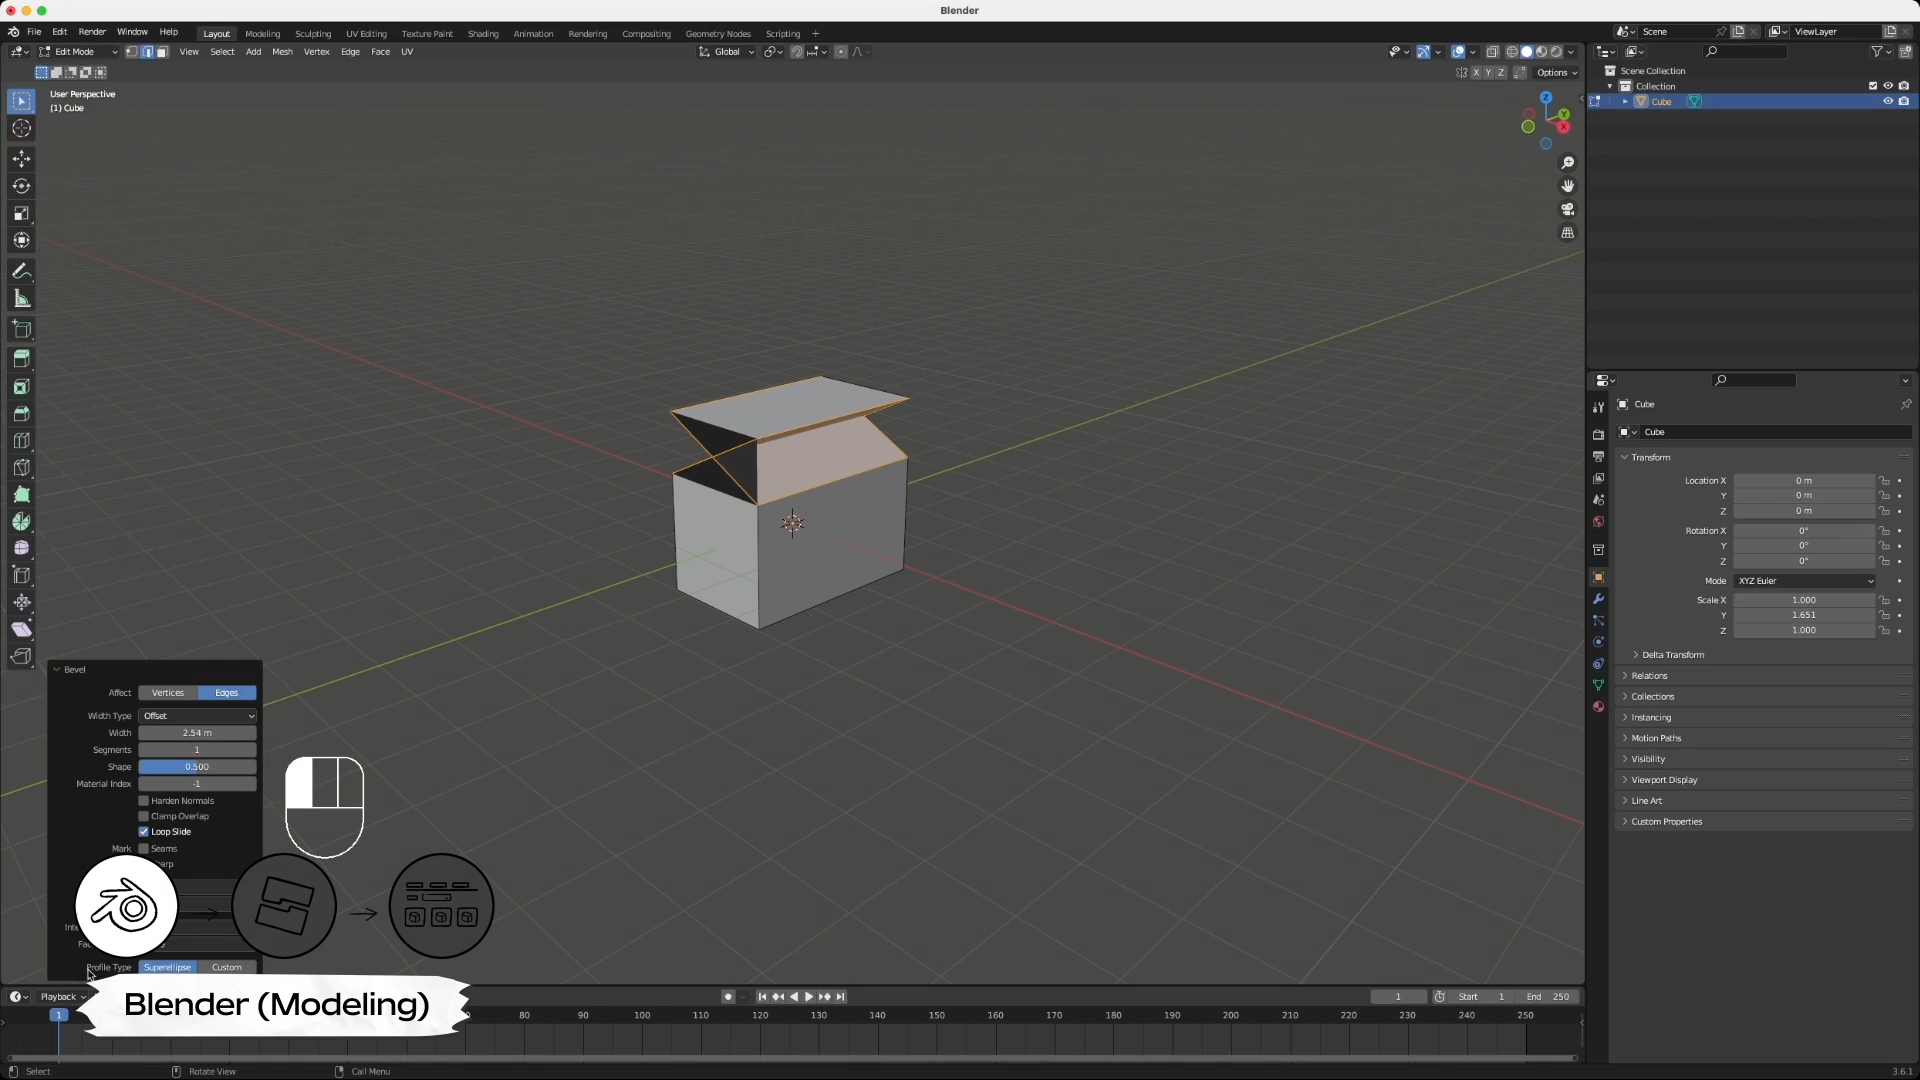 Blender
File Edit Render Window Help
Layout Modeling Sculpting UV Editing Texture Paint Shading Animation Rendering Compositing Geometry Nodes Scripting +
Scene
ViewLayer
Edit Mode View Select Add Mesh Vertex Edge Face UV
Global
X Y Z Options
User Perspective
(1) Cube
Z
Y
X
Scene Collection
Collection
Cube
Cube
Cube
Transform
Location X 0 m
Y 0 m
Z 0 m
Rotation X 0°
Y 0°
Z 0°
Mode XYZ Euler
Scale X 1.000
Y 1.651
Z 1.000
Delta Transform
Relations
Collections
Instancing
Motion Paths
Visibility
Viewport Display
Line Art
Custom Properties
Bevel
Affect Vertices Edges
Width Type Offset
Width 2.54 m
Segments 1
Shape 0.500
Material Index -1
Harden Normals
Clamp Overlap
Loop Slide
Mark Seams
Profile Type Superellipse Custom
Blender (Modeling)
Playback
1 Start 1 End 250
1 80 90 100 110 120 130 140 150 160 170 180 190 200 210 220 230 240 250
Select Rotate View Call Menu
3.6.1